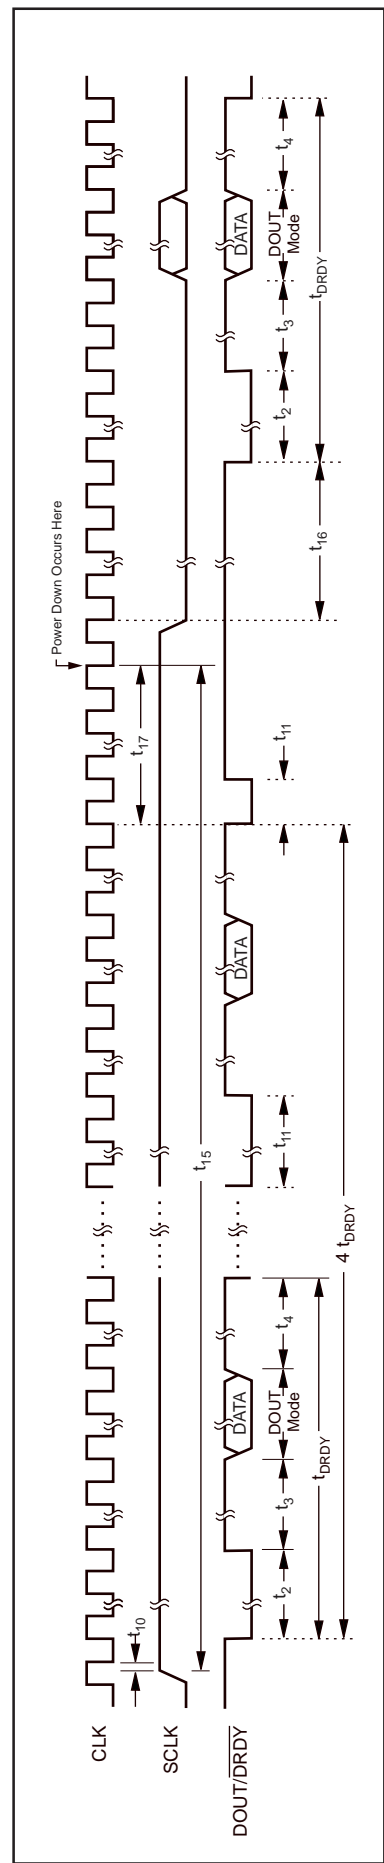 CLK
SCLK
DOUT/DRDY
t10
t15
Power Down Occurs Here
t17
DATA
DATA
DATA
t11
t11
t16
t2
t3
DOUT
Mode
t4
t2
t3
DOUT
Mode
t4
tDRDY
tDRDY
4 tDRDY